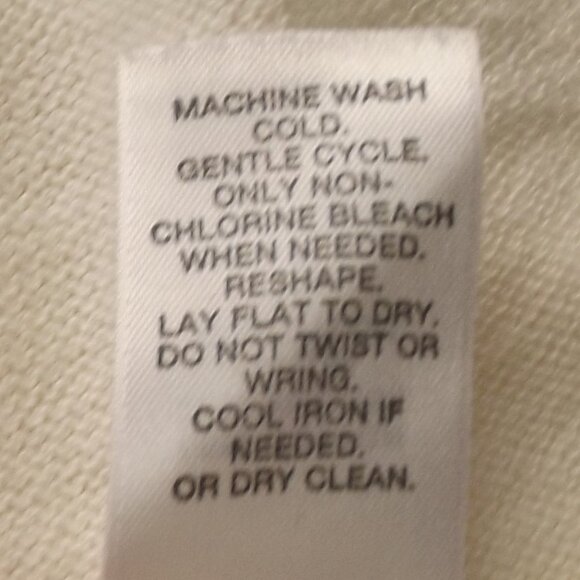 MACHINE WASH
COLD.
GENTLE CYCLE.
ONLY NON-
CHLORINE BLEACH
WHEN NEEDED.
RESHAPE.
LAY FLAT TO DRY.
DO NOT TWIST OR
WRING.
COOL IRON IF
NEEDED.
OR DRY CLEAN.